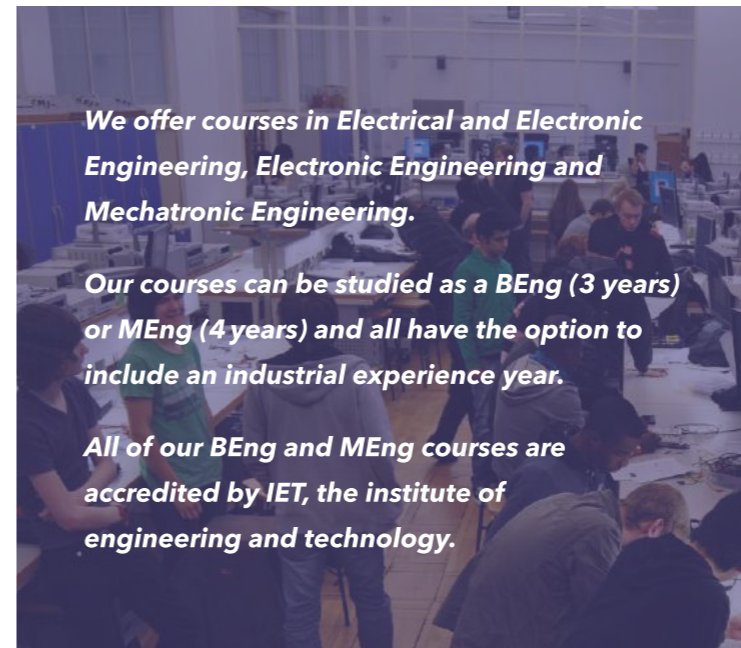 We offer courses in Electrical and Electronic
Engineering, Electronic Engineering and
Mechatronic Engineering.
Our courses can be studied as a BEng (3 years)
or MEng (4 years) and all have the option to
include an industrial experience year.
All of our BEng and MEng courses are
accredited by IET, the institute of
engineering and technology.